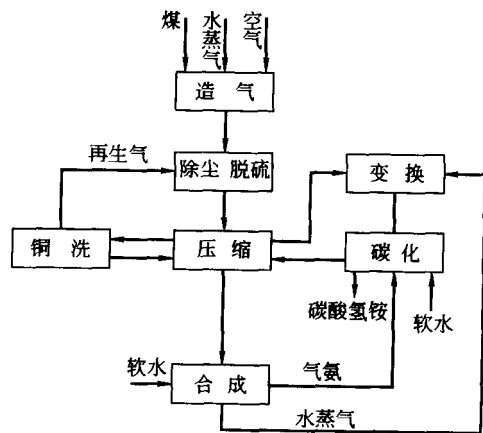 煤
水蒸气
空气
造气
再生气
除尘 脱硫
变换
铜洗
压缩
碳化
碳酸氢铵
软水
软水
合成
气氨
水蒸气